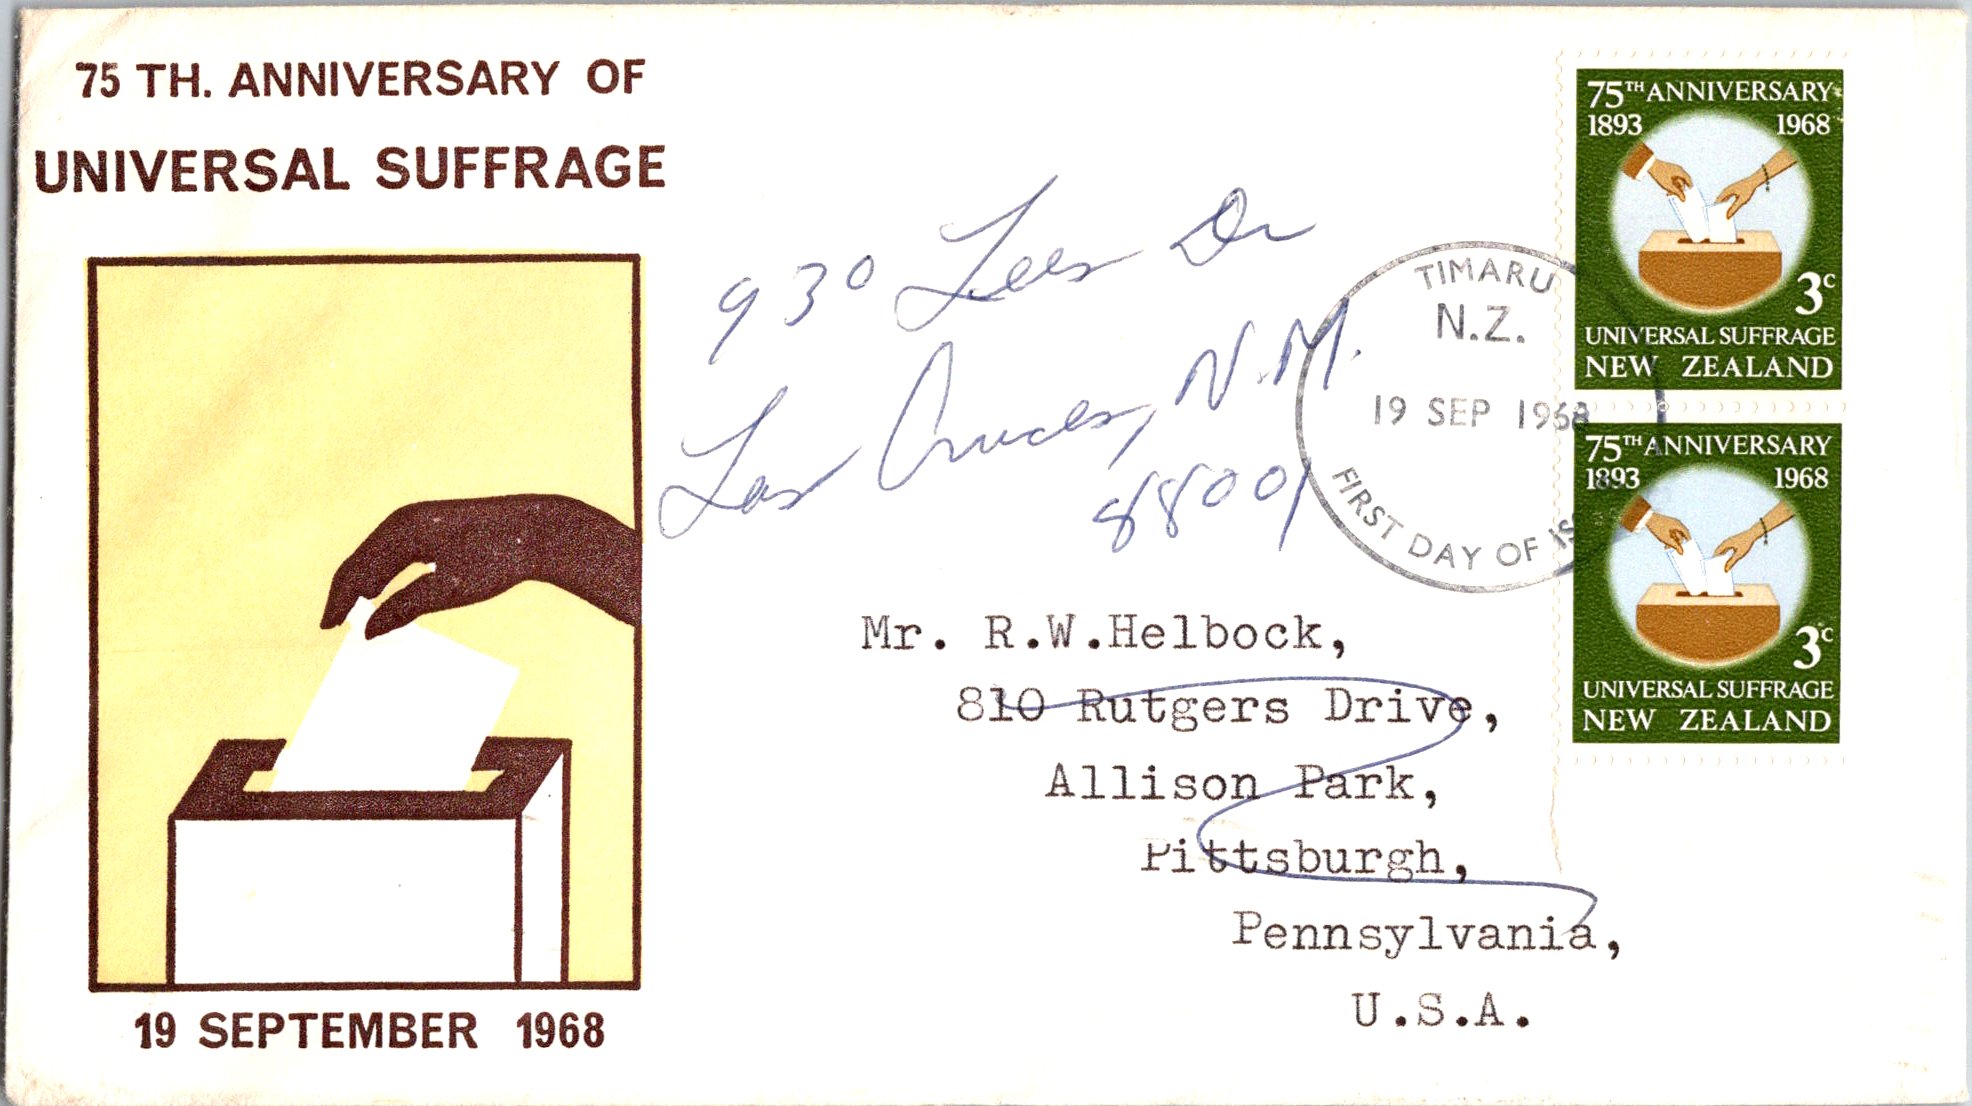 75 TH. ANNIVERSARY OF
UNIVERSAL SUFFRAGE
19 SEPTEMBER 1968
930 Lees Dr
Las Cruces, N.M.
88001
TIMARU
N.Z.
19 SEP 1968
FIRST DAY OF ISS
75TH ANNIVERSARY
1893 1968
3c
UNIVERSAL SUFFRAGE
NEW ZEALAND
75TH ANNIVERSARY
1893 1968
3c
UNIVERSAL SUFFRAGE
NEW ZEALAND
Mr. R.W.Helbock,
810 Rutgers Drive,
Allison Park,
Pittsburgh,
Pennsylvania,
U.S.A.